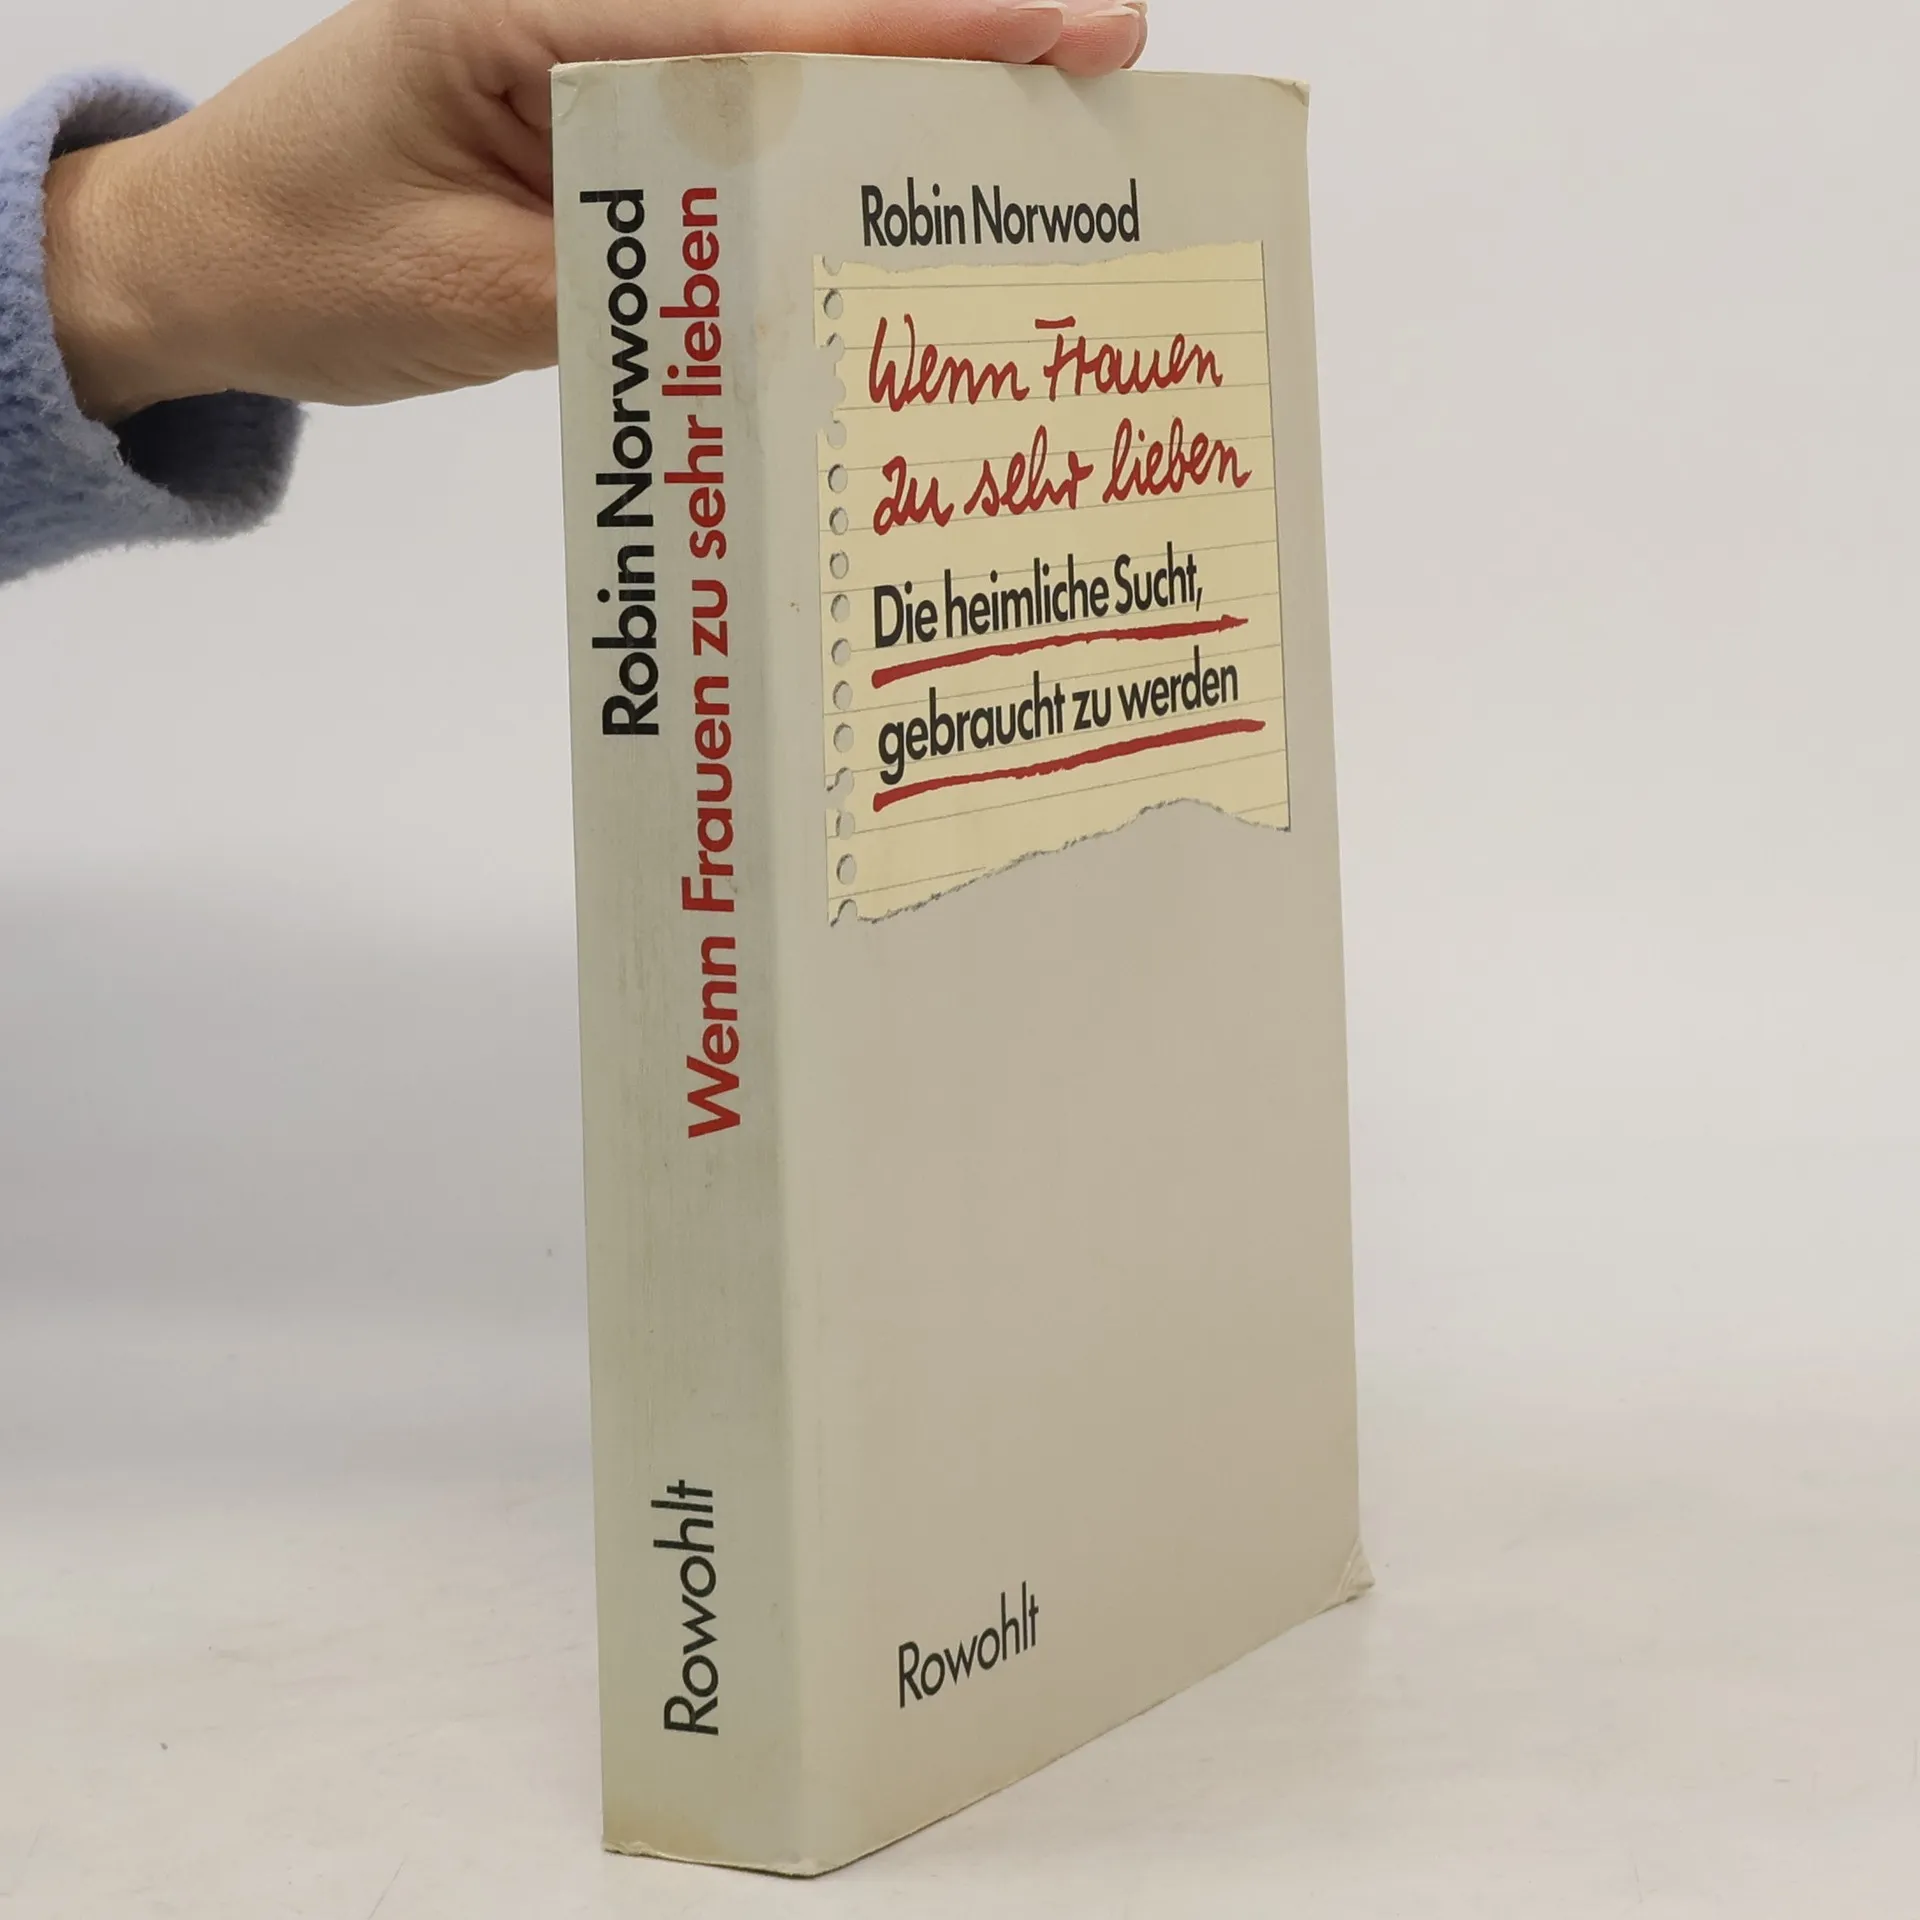 Robin Norwood
Wenn Frauen zu sehr lieben
Rowohlt
Robin Norwood
Wenn Frauen
zu sehr lieben
Die heimliche Sucht,
gebraucht zu werden
Rowohlt